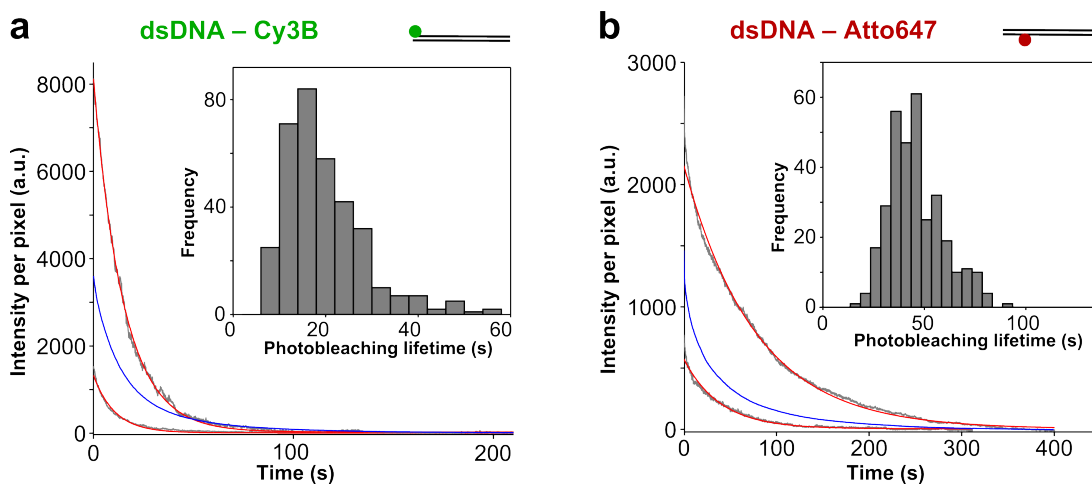 a
dsDNA – Cy3B
Intensity per pixel (a.u.)
8000
6000
4000
2000
0
0
100
200
Time (s)
Frequency
80
40
0
0
20
40
60
Photobleaching lifetime (s)
b
dsDNA – Atto647
Intensity per pixel (a.u.)
3000
2000
1000
0
0
100
200
300
400
Time (s)
Frequency
60
40
20
0
0
50
100
Photobleaching lifetime (s)